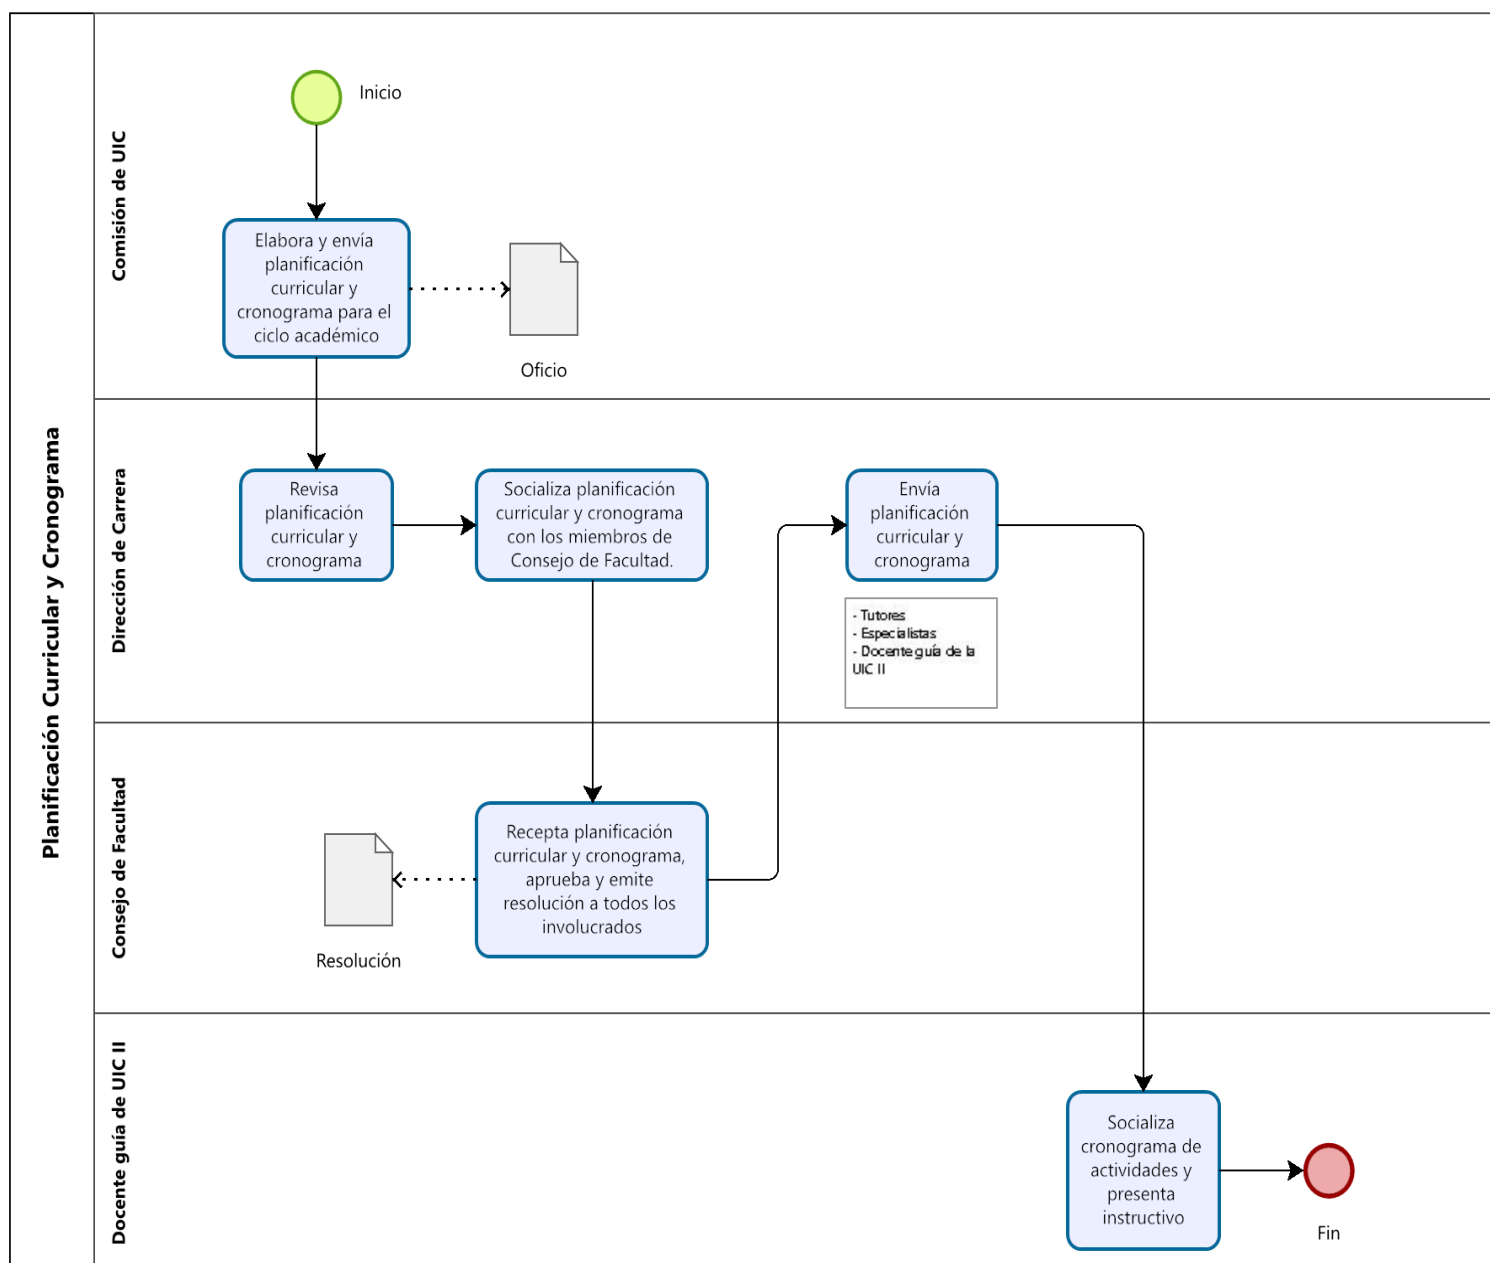 Planificación Curricular y Cronograma
Comisión de UIC
Inicio
Elabora y envía
planificación
curricular y
cronograma para el
ciclo académico
Oficio
Dirección de Carrera
Revisa
planificación
curricular y
cronograma
Socializa planificación
curricular y cronograma
con los miembros de
Consejo de Facultad.
Envía
planificación
curricular y
cronograma
- Tutores
- Especialistas
- Docente guía de la
UIC II
Consejo de Facultad
Resolución
Recepta planificación
curricular y cronograma,
aprueba y emite
resolución a todos los
involucrados
Docente guía de UIC II
Socializa
cronograma de
actividades y
presenta
instructivo
Fin